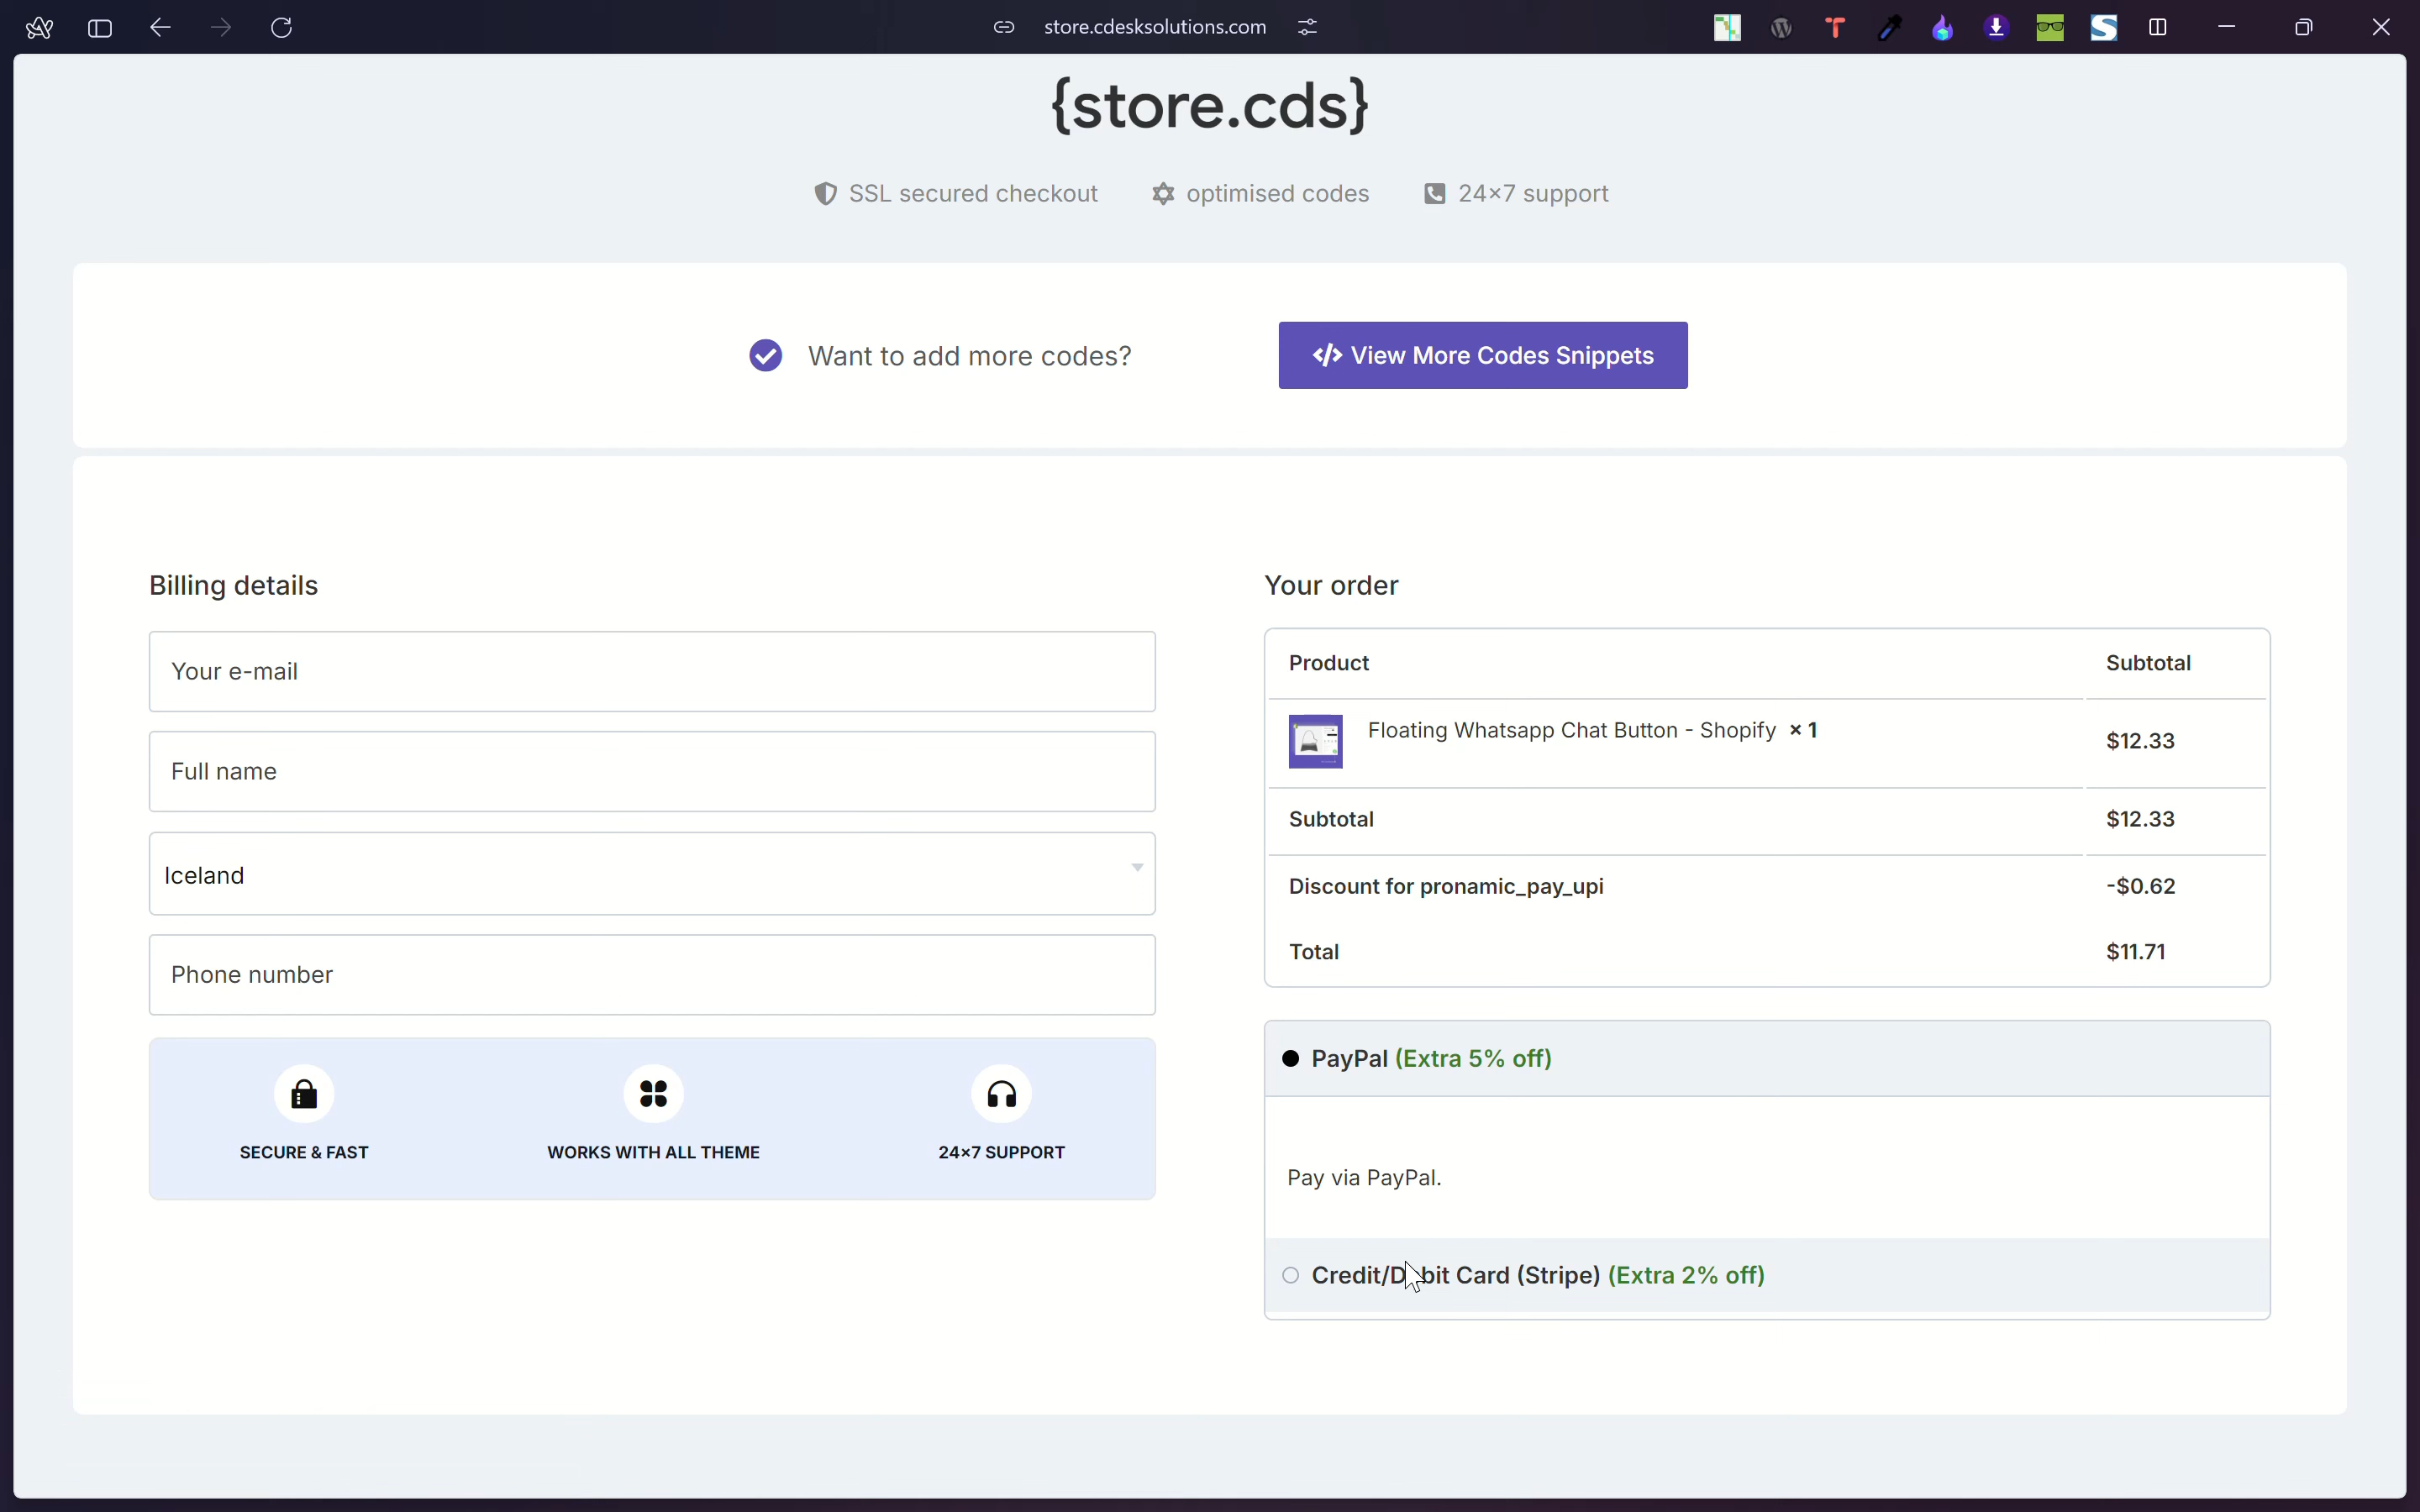 store.cdesksolutions.com
{store.cds}
SSL secured checkout
optimised codes
24×7 support
Want to add more codes?
</> View More Codes Snippets
Billing details
Your e-mail
Full name
Iceland
Phone number
SECURE & FAST
WORKS WITH ALL THEME
24×7 SUPPORT
Your order
Product Subtotal
Floating Whatsapp Chat Button - Shopify × 1 $12.33
Subtotal $12.33
Discount for pronamic_pay_upi -$0.62
Total $11.71
PayPal (Extra 5% off)
Pay via PayPal.
Credit/Debit Card (Stripe) (Extra 2% off)